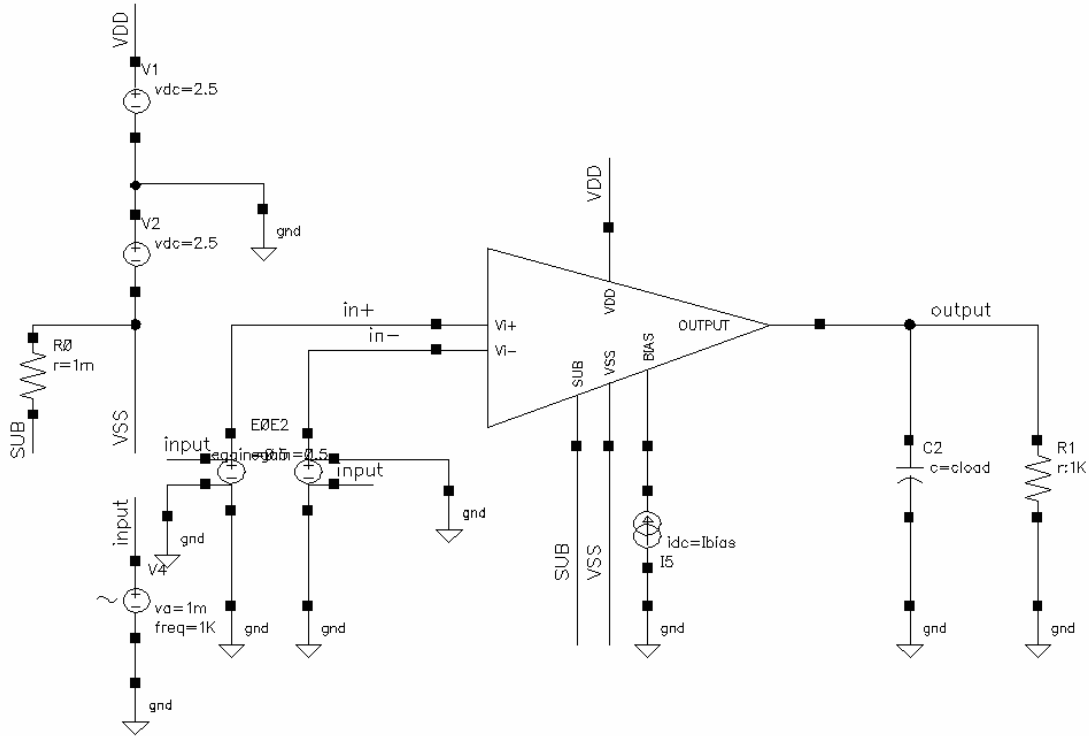 VDD
V1
vdc=2.5
gnd
V2
vdc=2.5
R0
r=1m
SUB
VSS
VDD
in+
in-
Vi+
Vi-
VDD
OUTPUT
SUB
VSS
BIAS
output
input
E0E2
input
gnd
gnd
input
V4
va=1m
freq=1K
gnd
gnd
gnd
SUB
VSS
idc=Ibias
I5
gnd
C2
c=cload
gnd
R1
r:1K
gnd